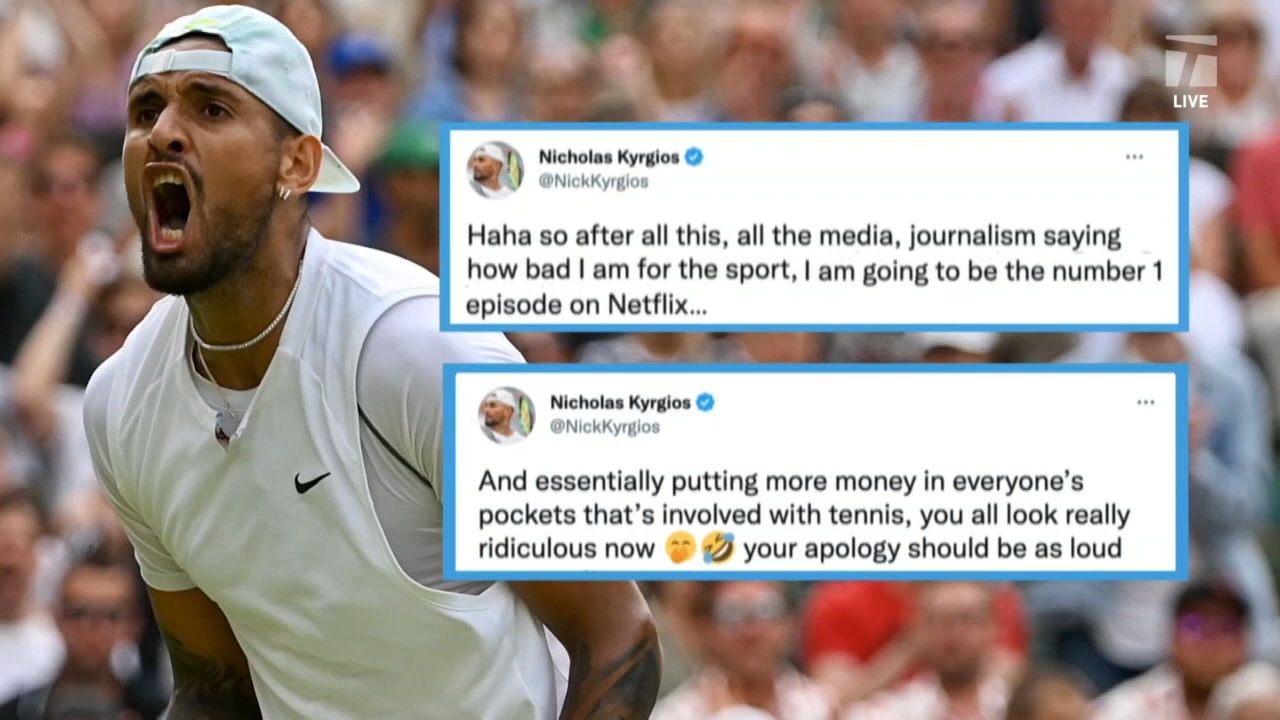 LIVE
Nicholas Kyrgios
@NickKyrgios
Haha so after all this, all the media, journalism saying
how bad I am for the sport, I am going to be the number 1
episode on Netflix...
Nicholas Kyrgios
@NickKyrgios
And essentially putting more money in everyone's
pockets that's involved with tennis, you all look really
ridiculous now 🤭🤣 your apology should be as loud